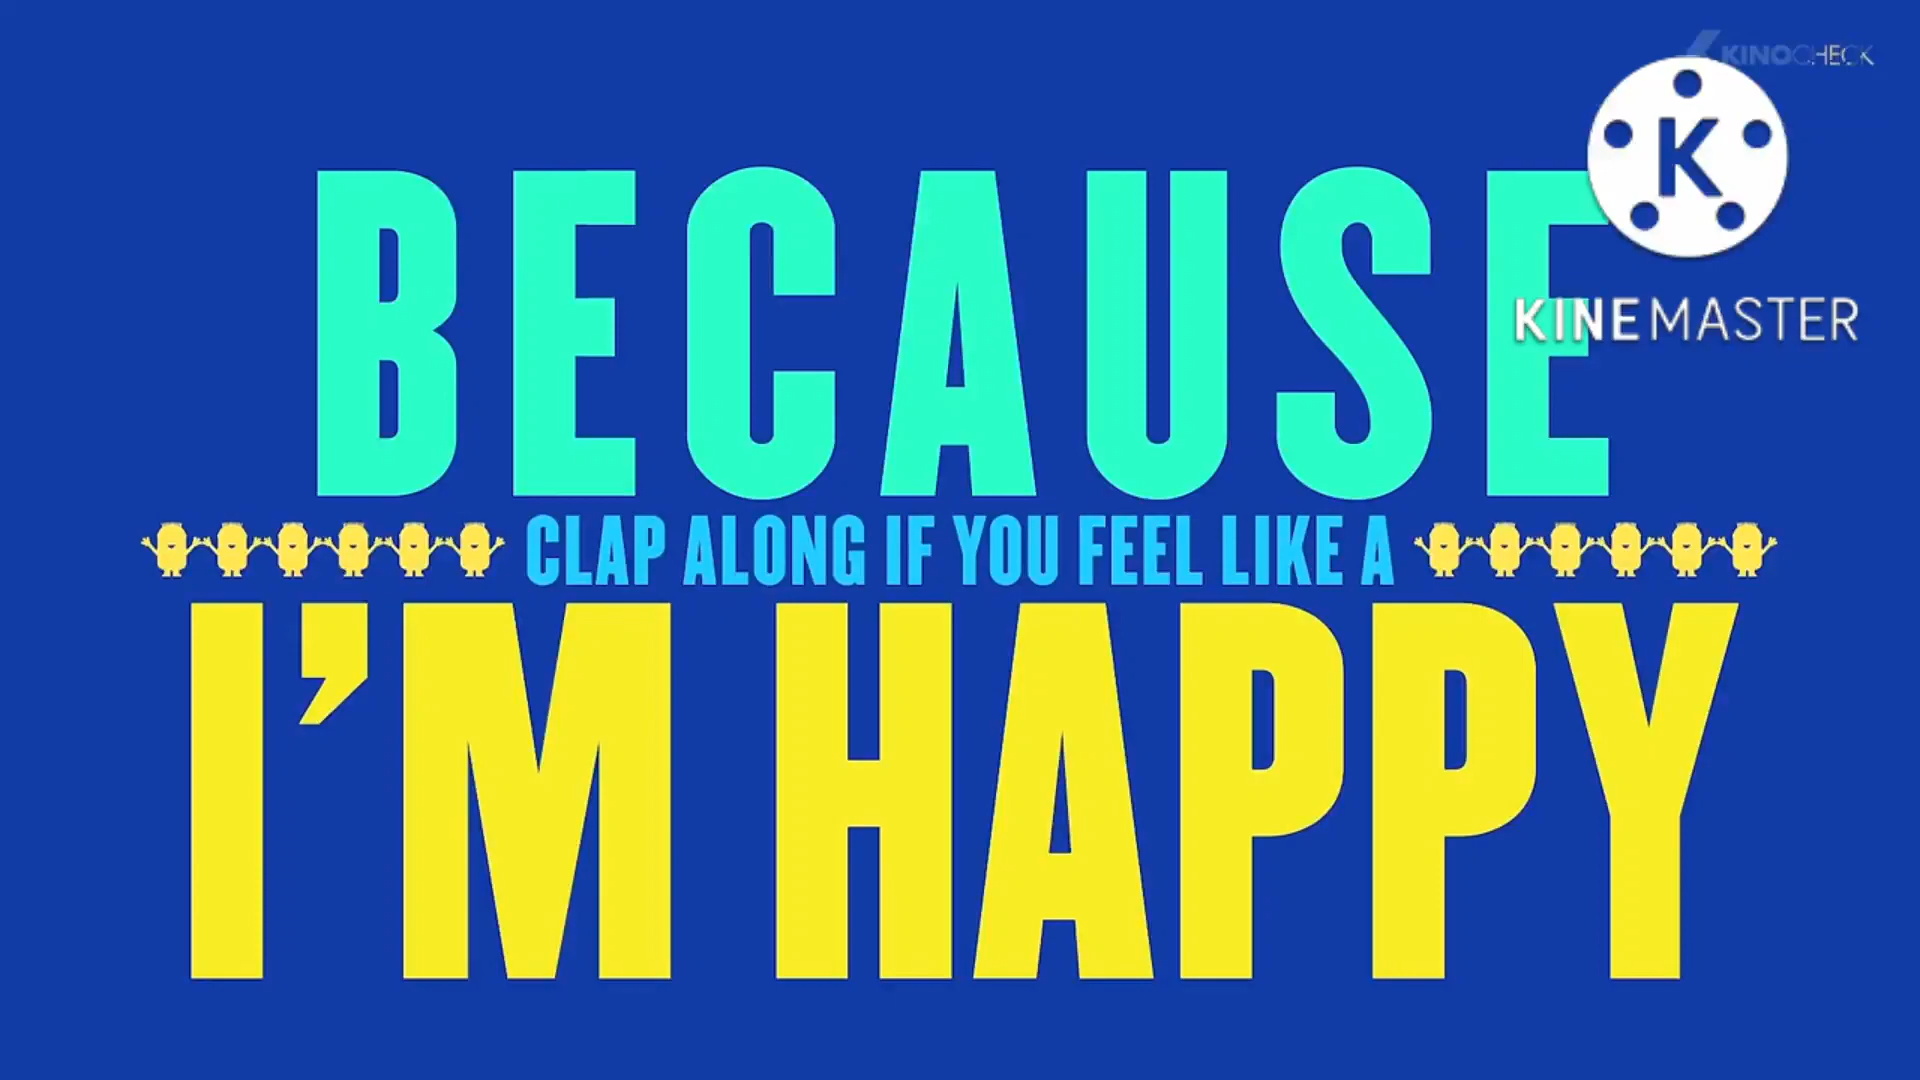 KINOCHECK
BECAUSE
K
KINEMASTER
CLAP ALONG IF YOU FEEL LIKE A
I'M HAPPY